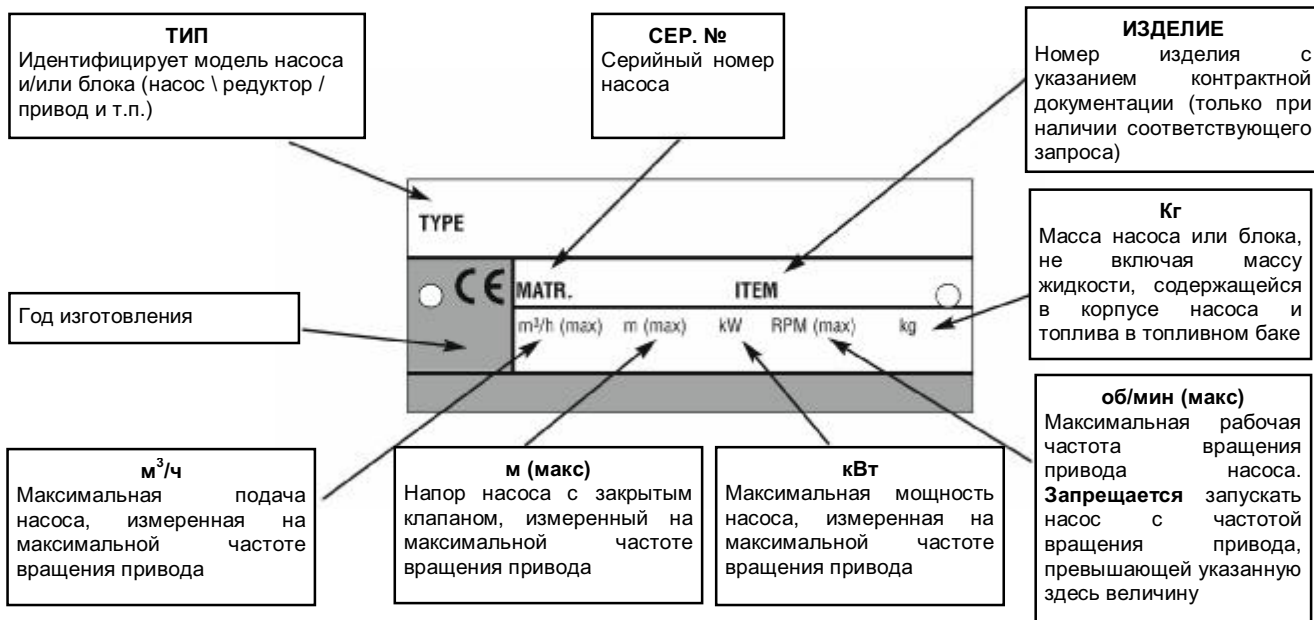 ТИП
Идентифицирует модель насоса
и/или блока (насос \ редуктор /
привод и т.п.)
СЕР. №
Серийный номер
насоса
ИЗДЕЛИЕ
Номер изделия с
указанием контрактной
документации (только при
наличии соответствующего
запроса)
TYPE
Кг
Масса насоса или блока,
не включая массу
жидкости, содержащейся
в корпусе насоса и
топлива в топливном баке
CE MATR. ITEM
Год изготовления
m³/h (max) m (max) kW RPM (max) kg
м³/ч
Максимальная подача
насоса, измеренная на
максимальной частоте
вращения привода
м (макс)
Напор насоса с закрытым
клапаном, измеренный на
максимальной частоте
вращения привода
кВт
Максимальная мощность
насоса, измеренная на
максимальной частоте
вращения привода
об/мин (макс)
Максимальная рабочая
частота вращения
привода насоса.
Запрещается запускать
насос с частотой
вращения привода,
превышающей указанную
здесь величину